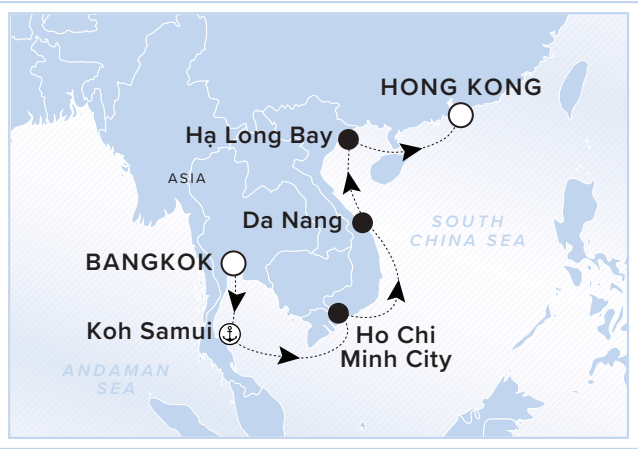 HONG KONG
Hạ Long Bay
ASIA
Da Nang
SOUTH
CHINA SEA
BANGKOK
Koh Samui
Ho Chi
Minh City
ANDAMAN
SEA